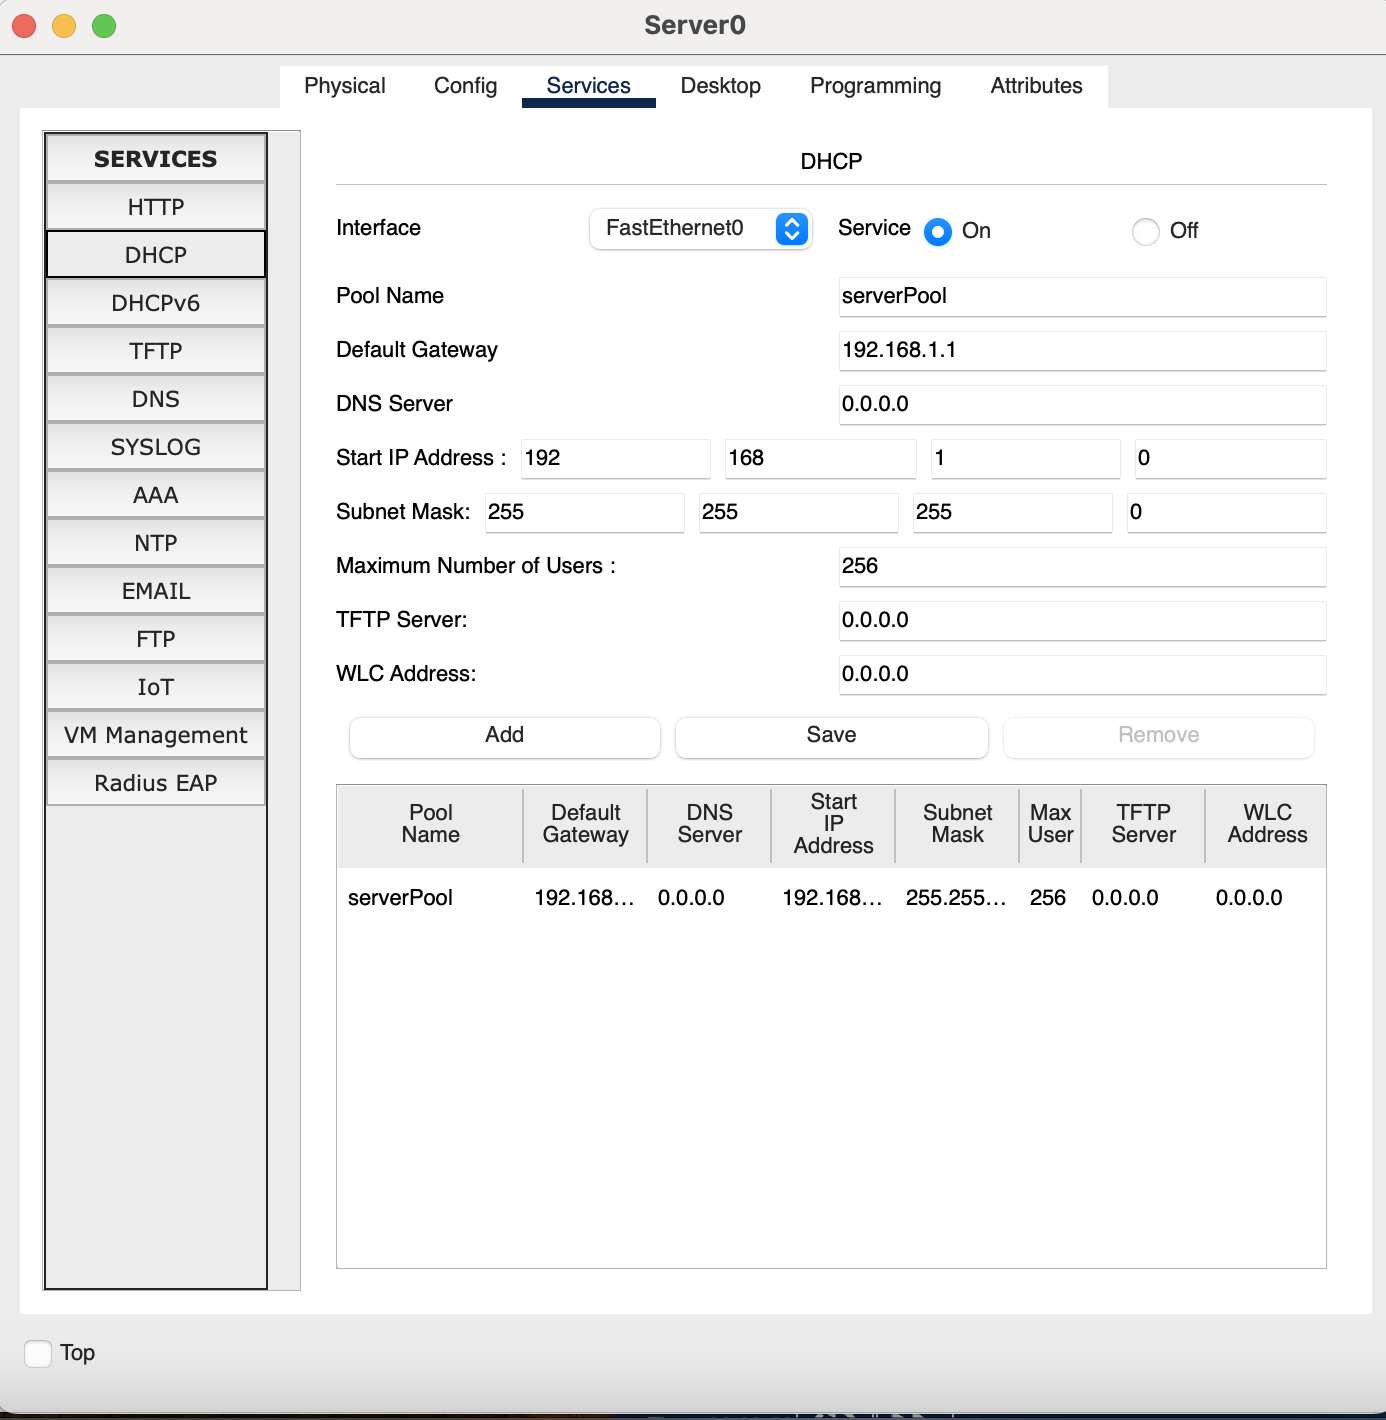 Server0
Physical Config Services Desktop Programming Attributes
SERVICES
HTTP
DHCP
DHCPv6
TFTP
DNS
SYSLOG
AAA
NTP
EMAIL
FTP
IoT
VM Management
Radius EAP
DHCP
Interface FastEthernet0 Service On Off
Pool Name serverPool
Default Gateway 192.168.1.1
DNS Server 0.0.0.0
Start IP Address : 192 168 1 0
Subnet Mask: 255 255 255 0
Maximum Number of Users : 256
TFTP Server: 0.0.0.0
WLC Address: 0.0.0.0
Add Save Remove
Pool Name Default Gateway DNS Server Start IP Address Subnet Mask Max User TFTP Server WLC Address
serverPool 192.168... 0.0.0.0 192.168... 255.255... 256 0.0.0.0 0.0.0.0
Top